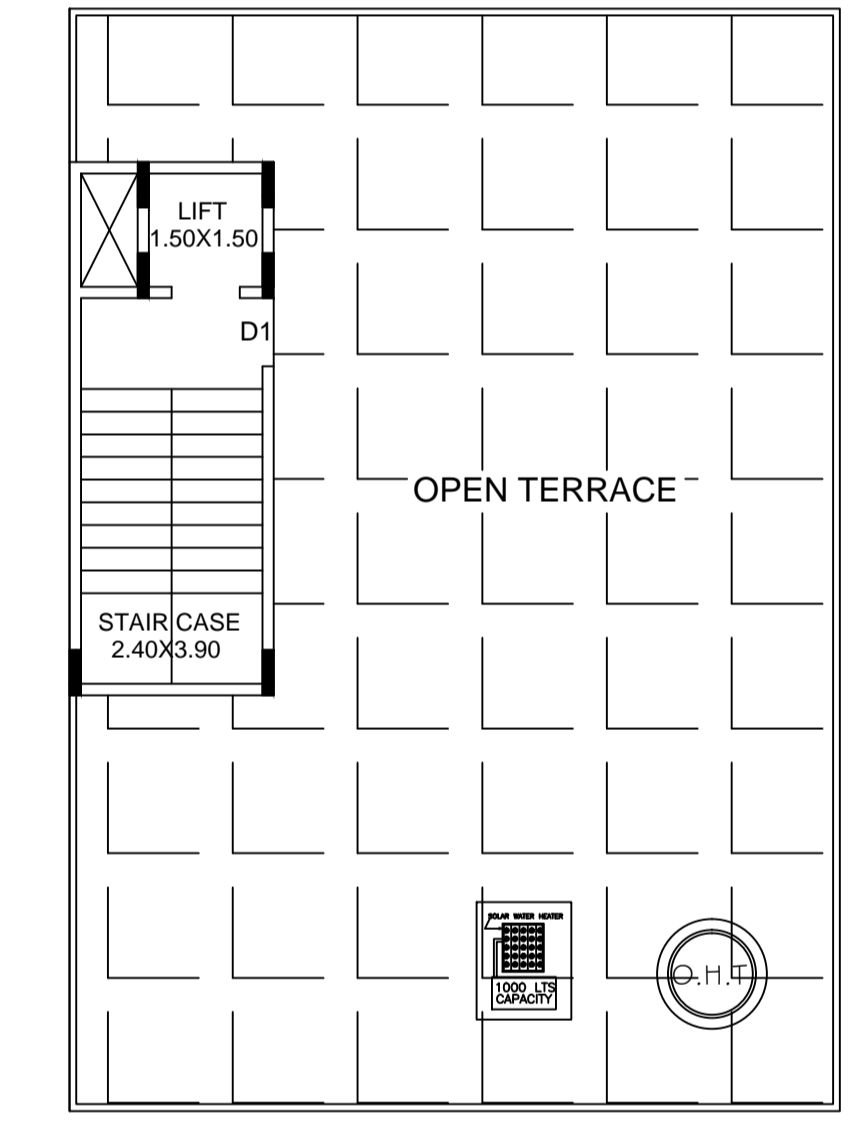 LIFT
1.50X1.50
D1
OPEN TERRACE
STAIR CASE
2.40X3.90
SOLAR WATER HEATER
1000 LTS
CAPACITY
O.H.T